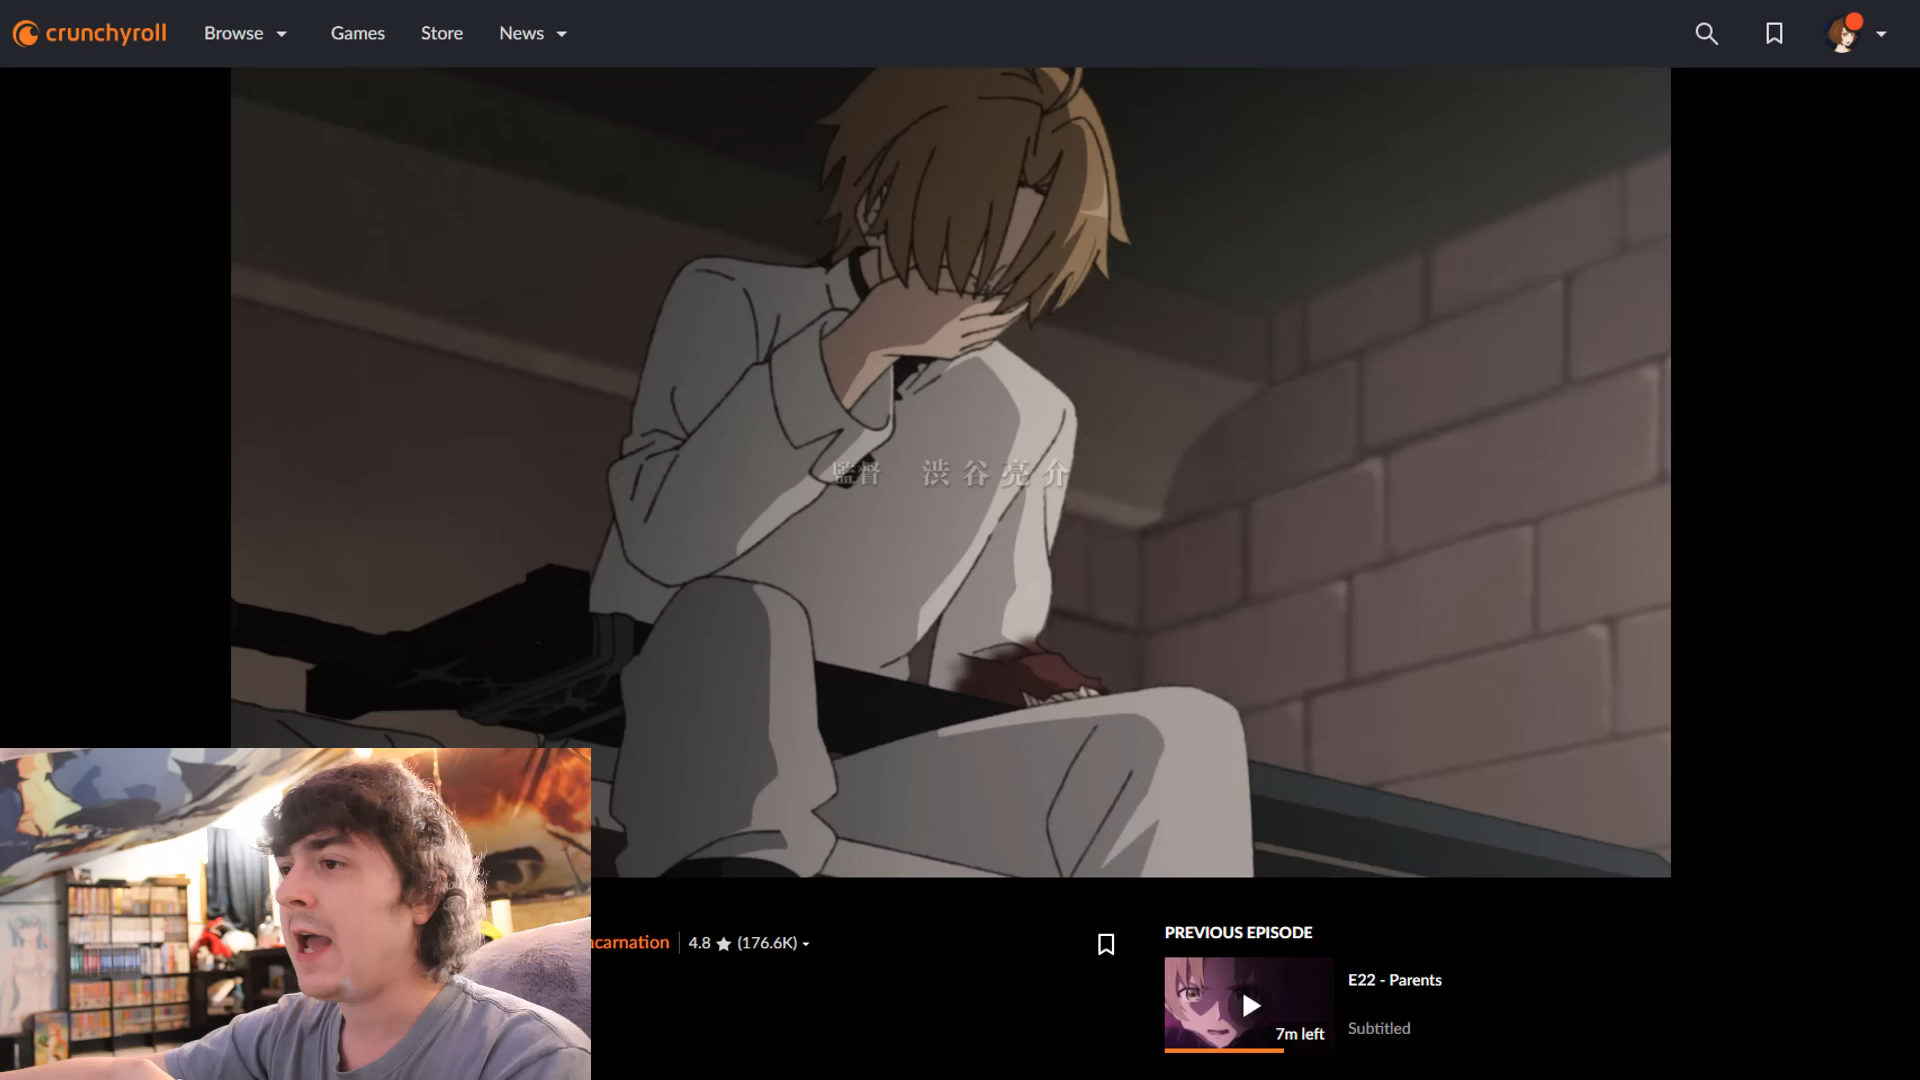 crunchyroll
Browse
Games
Store
News
監督 渋谷亮介
ncarnation
4.8 ★ (176.6K)
PREVIOUS EPISODE
7m left
E22 - Parents
Subtitled